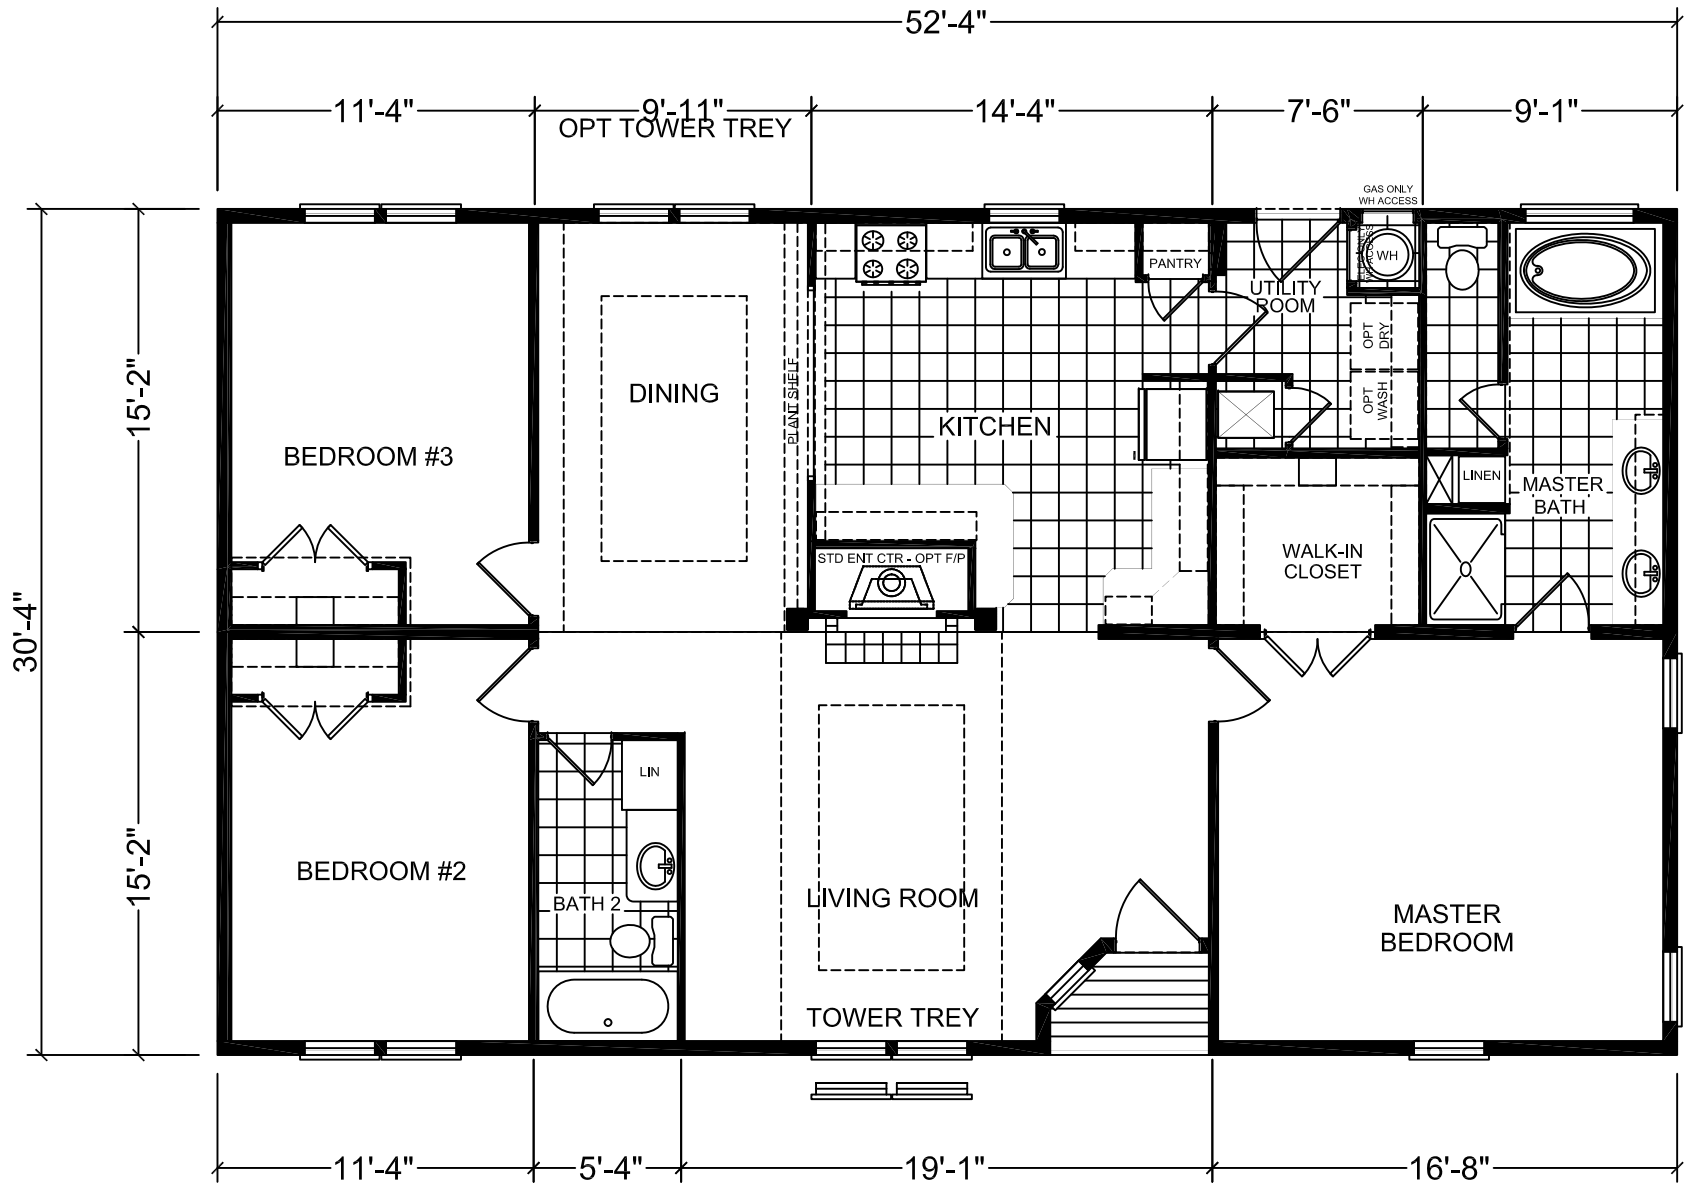 52'-4"
11'-4"
9'-11"
14'-4"
7'-6"
9'-1"
OPT TOWER TREY
GAS ONLY
WH ACCESS
WH
PANTRY
UTILITY
ROOM
OPT
DRY
OPT
WASH
PLANT SHELF
DINING
KITCHEN
BEDROOM #3
15'-2"
LINEN
MASTER
BATH
WALK-IN
CLOSET
STD ENT CTR - OPT F/P
30'-4"
LIN
15'-2"
BEDROOM #2
BATH 2
LIVING ROOM
MASTER
BEDROOM
TOWER TREY
11'-4"
5'-4"
19'-1"
16'-8"